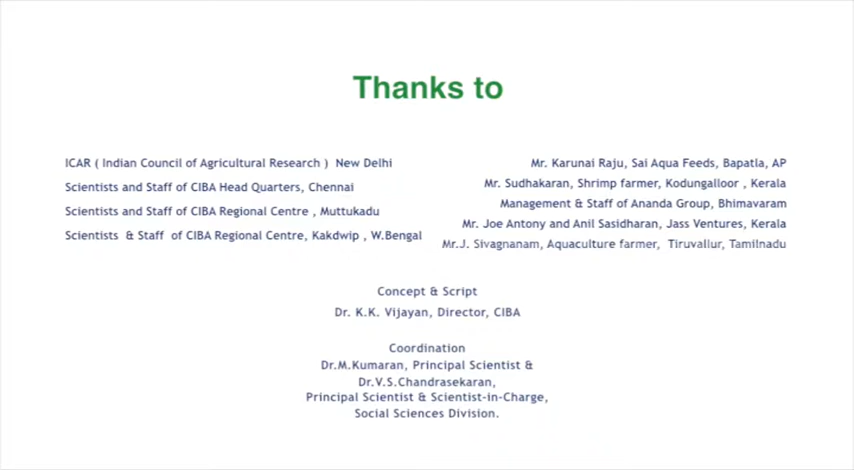 Thanks to
ICAR ( Indian Council of Agricultural Research )  New Delhi
Scientists and Staff of CIBA Head Quarters, Chennai
Scientists and Staff of CIBA Regional Centre , Muttukadu
Scientists  & Staff  of CIBA Regional Centre, Kakdwip , W.Bengal
Mr. Karunai Raju, Sai Aqua Feeds, Bapatla, AP
Mr. Sudhakaran, Shrimp farmer, Kodungalloor , Kerala
Management & Staff of Ananda Group, Bhimavaram
Mr. Joe Antony and Anil Sasidharan, Jass Ventures, Kerala
Mr.J. Sivagnanam, Aquaculture farmer,  Tiruvallur, Tamilnadu
Concept & Script
Dr. K.K. Vijayan, Director, CIBA
Coordination
Dr.M.Kumaran, Principal Scientist &
Dr.V.S.Chandrasekaran,
Principal Scientist & Scientist-in-Charge,
Social Sciences Division.